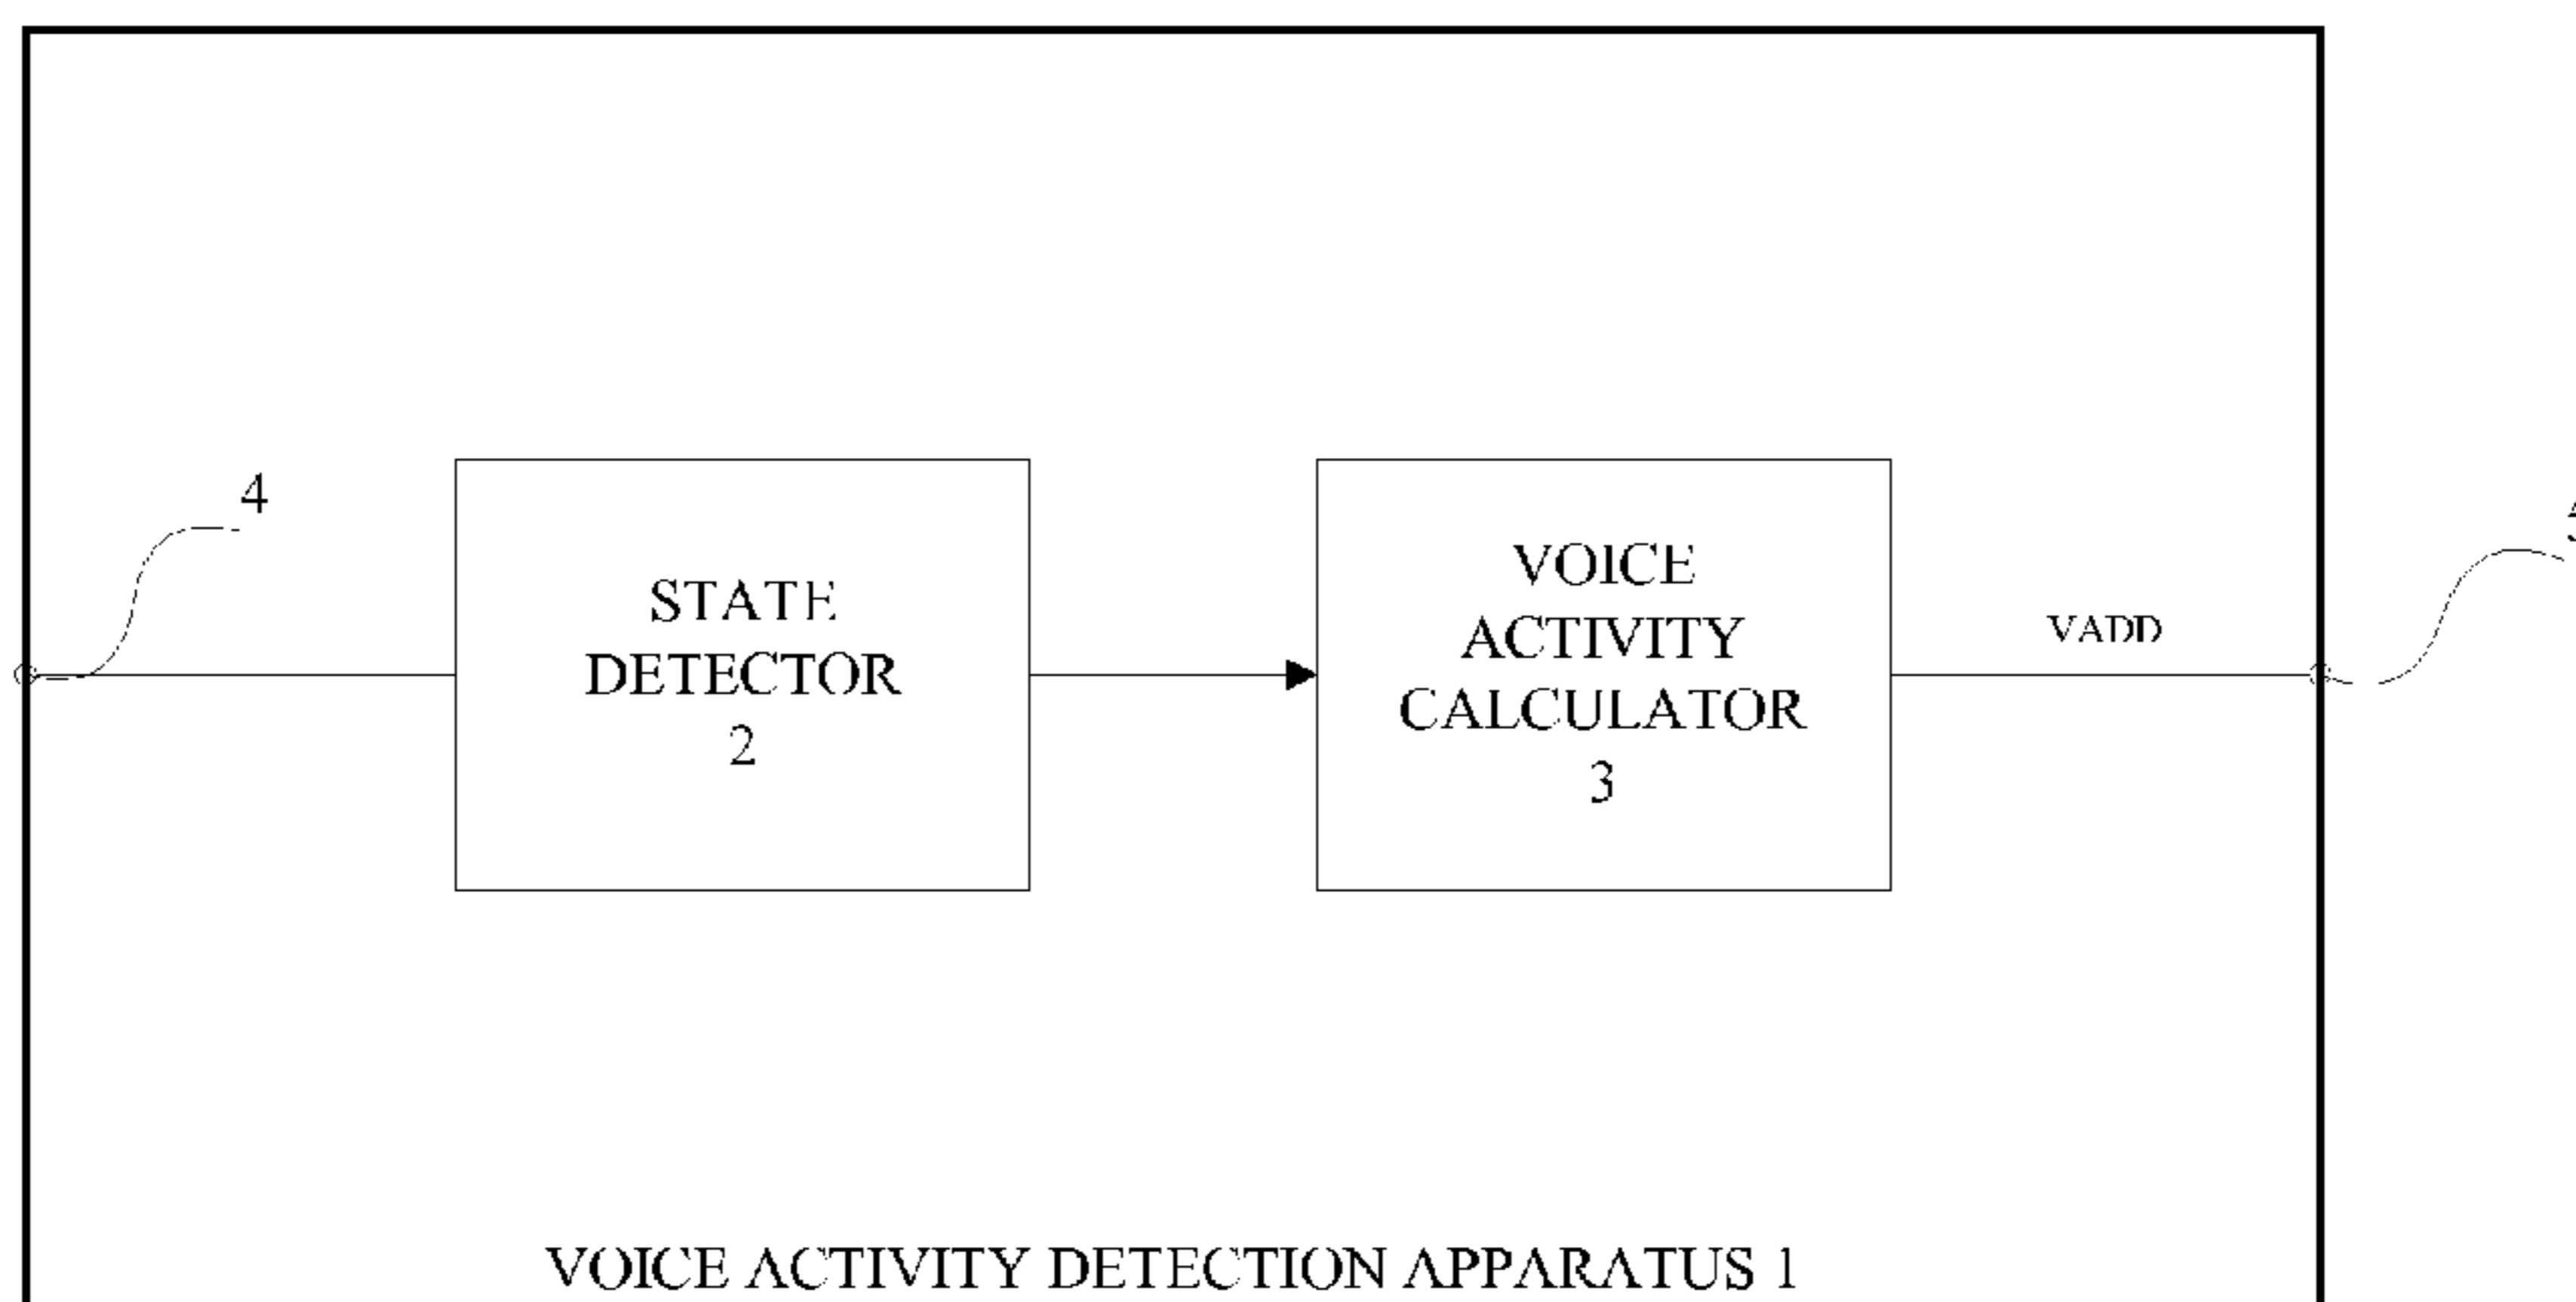 4
STATE
DETECTOR
2
VOICE
ACTIVITY
CALCULATOR
3
VADD
VOICE ACTIVITY DETECTION APPARATUS 1